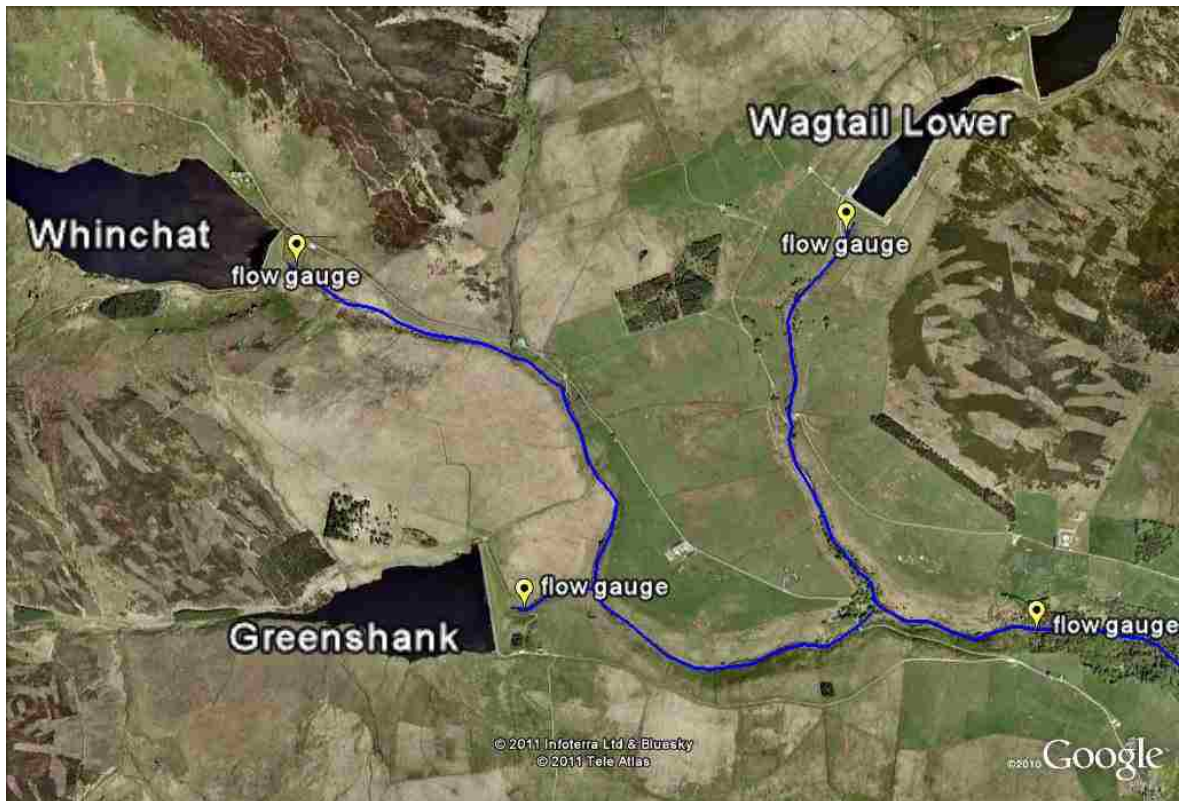 Wagtail Lower
Whinchat
flow gauge
flow gauge
flow gauge
Greenshank
flow gauge
© 2011 Infoterra Ltd & Bluesky
© 2011 Tele Atlas
©2010 Google